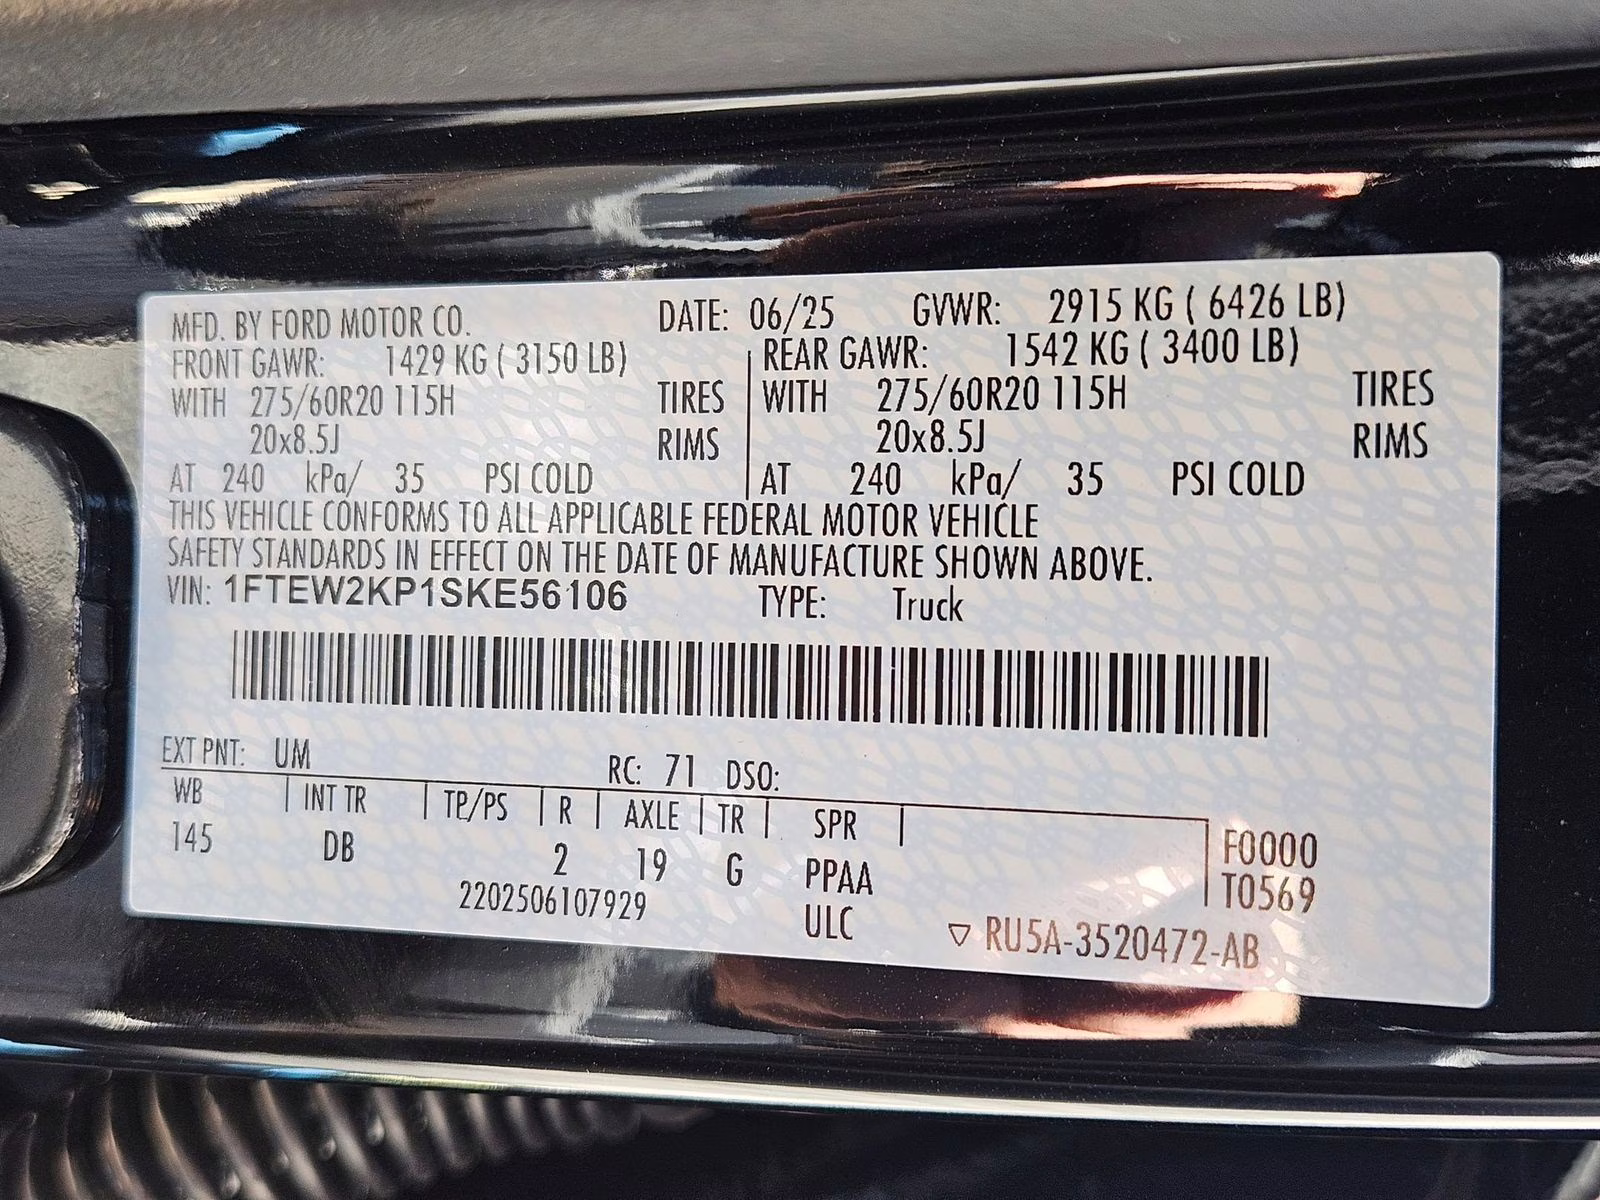 MFD. BY FORD MOTOR CO. DATE: 06/25 GVWR: 2915 KG ( 6426 LB)
FRONT GAWR: 1429 KG ( 3150 LB) REAR GAWR: 1542 KG ( 3400 LB)
WITH 275/60R20 115H TIRES WITH 275/60R20 115H TIRES
20x8.5J RIMS 20x8.5J RIMS
AT 240 kPa/ 35 PSI COLD AT 240 kPa/ 35 PSI COLD
THIS VEHICLE CONFORMS TO ALL APPLICABLE FEDERAL MOTOR VEHICLE
SAFETY STANDARDS IN EFFECT ON THE DATE OF MANUFACTURE SHOWN ABOVE.
VIN: 1FTEW2KP1SKE56106 TYPE: Truck
EXT PNT: UM RC: 71 DSO:
WB INT TR TP/PS R AXLE TR SPR F0000
145 DB 2 19 G PPAA T0569
2202506107929 ULC ▽ RU5A-3520472-AB